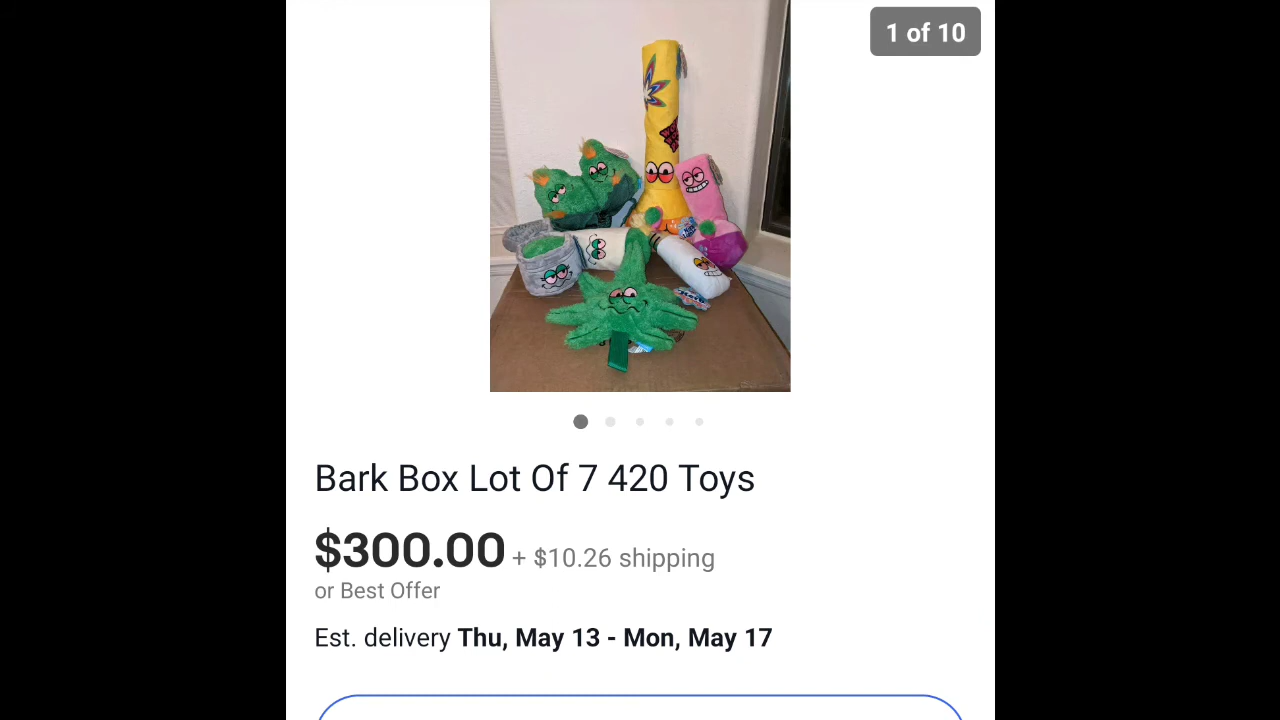 1 of 10
Bark Box Lot Of 7 420 Toys
$300.00 + $10.26 shipping
or Best Offer
Est. delivery Thu, May 13 - Mon, May 17